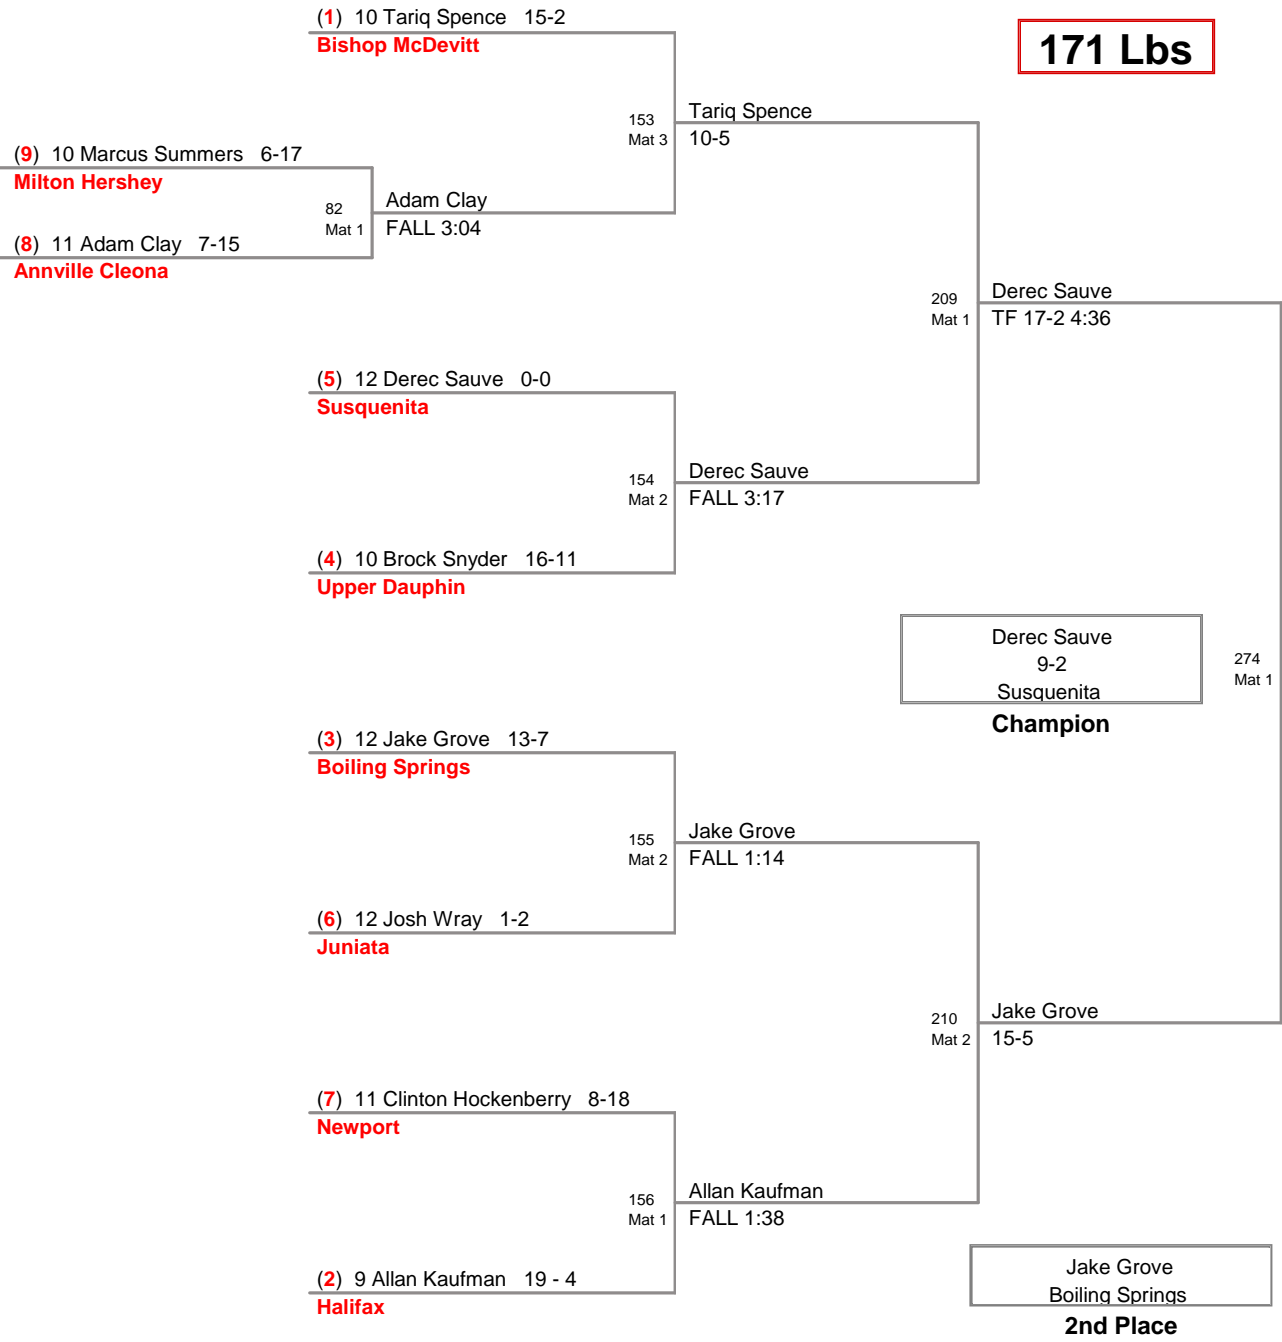 (1) 10 Tariq Spence 15-2
Bishop McDevitt
171 Lbs
153
Mat 3
Tariq Spence
10-5
(9) 10 Marcus Summers 6-17
Milton Hershey
82
Mat 1
Adam Clay
FALL 3:04
(8) 11 Adam Clay 7-15
Annville Cleona
209
Mat 1
Derec Sauve
TF 17-2 4:36
(5) 12 Derec Sauve 0-0
Susquenita
154
Mat 2
Derec Sauve
FALL 3:17
(4) 10 Brock Snyder 16-11
Upper Dauphin
Derec Sauve
9-2
Susquenita
Champion
274
Mat 1
(3) 12 Jake Grove 13-7
Boiling Springs
155
Mat 2
Jake Grove
FALL 1:14
(6) 12 Josh Wray 1-2
Juniata
210
Mat 2
Jake Grove
15-5
(7) 11 Clinton Hockenberry 8-18
Newport
156
Mat 1
Allan Kaufman
FALL 1:38
(2) 9 Allan Kaufman 19 - 4
Halifax
Jake Grove
Boiling Springs
2nd Place